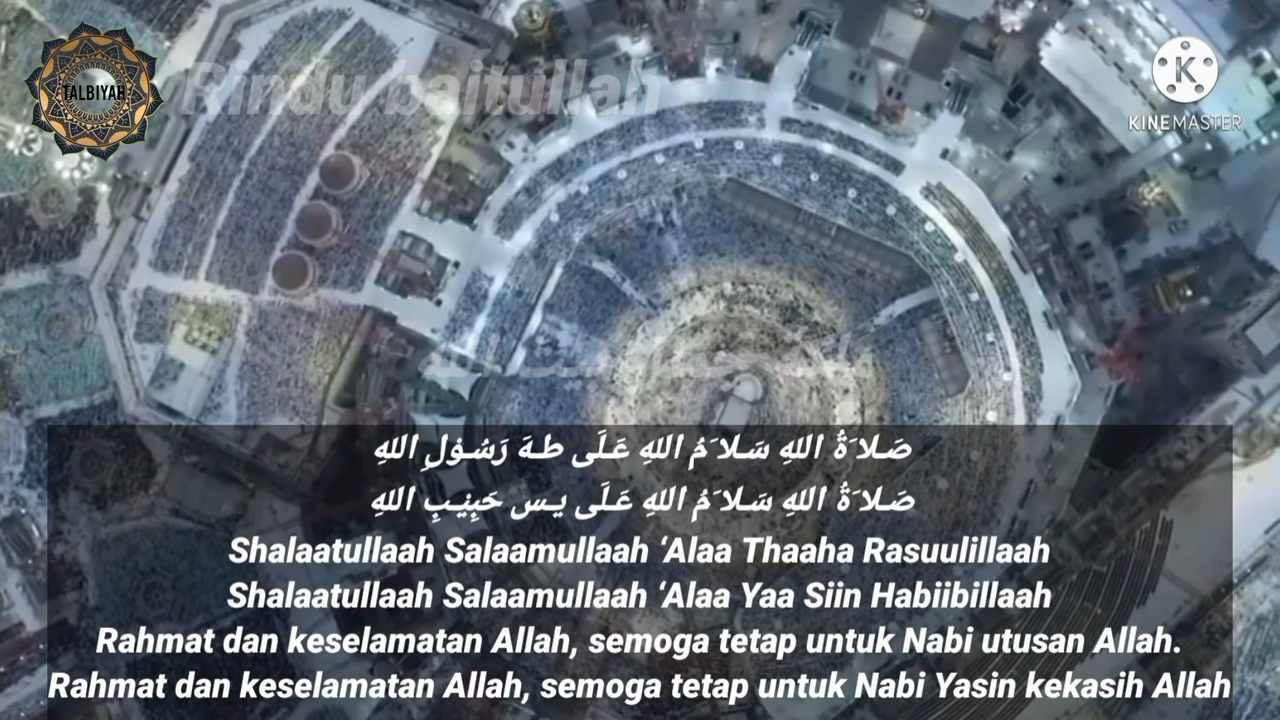 TALBIYAH
Rindu baitullah
K
KINEMASTER
صَلاَةُ اللهِ سَلاَمُ اللهِ عَلَى طهَ رَسُوْلِ اللهِ
صَلاَةُ اللهِ سَلاَمُ اللهِ عَلَى يس حَبِيْبِ اللهِ
Shalaatullaah Salaamullaah ‘Alaa Thaaha Rasuulillaah
Shalaatullaah Salaamullaah ‘Alaa Yaa Siin Habiibillaah
Rahmat dan keselamatan Allah, semoga tetap untuk Nabi utusan Allah.
Rahmat dan keselamatan Allah, semoga tetap untuk Nabi Yasin kekasih Allah